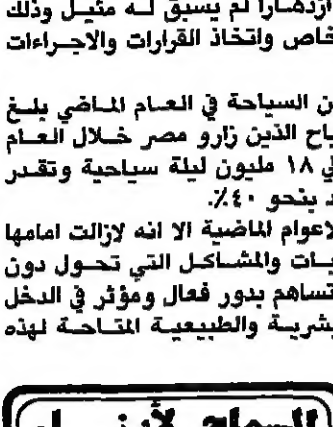 ازدهارا لم يسبق له مثيل وذلك
خاص واتخاذ القرارات والاجراءات
ن السياحة في العام الماضي بلغ
ياح الذين زارو مصر خلال العام
لي ١٨ مليون ليلة سياحية وتقدر
د بنحو ٤٠٪.
لاعوام الماضية الا انه لازالت امامها
بات والمشاكل التي تحول دون
تساهم بدور فعال ومؤثر في الدخل
بشرية والطبيعية المتاحة لهذه